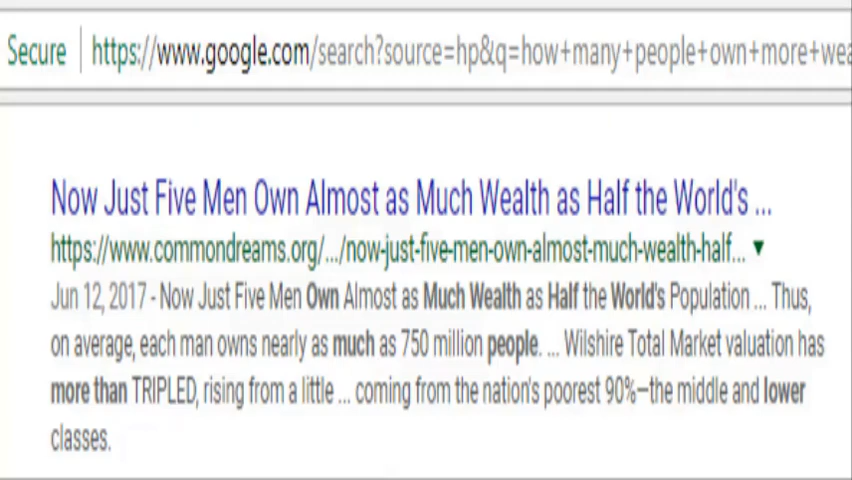 Secure https://www.google.com/search?source=hp&q=how+many+people+own+more+wea
Now Just Five Men Own Almost as Much Wealth as Half the World's ...
https://www.commondreams.org/.../now-just-five-men-own-almost-much-wealth-half... ▼
Jun 12, 2017 - Now Just Five Men Own Almost as Much Wealth as Half the World's Population ... Thus,
on average, each man owns nearly as much as 750 million people. ... Wilshire Total Market valuation has
more than TRIPLED, rising from a little ... coming from the nation's poorest 90%—the middle and lower
classes.